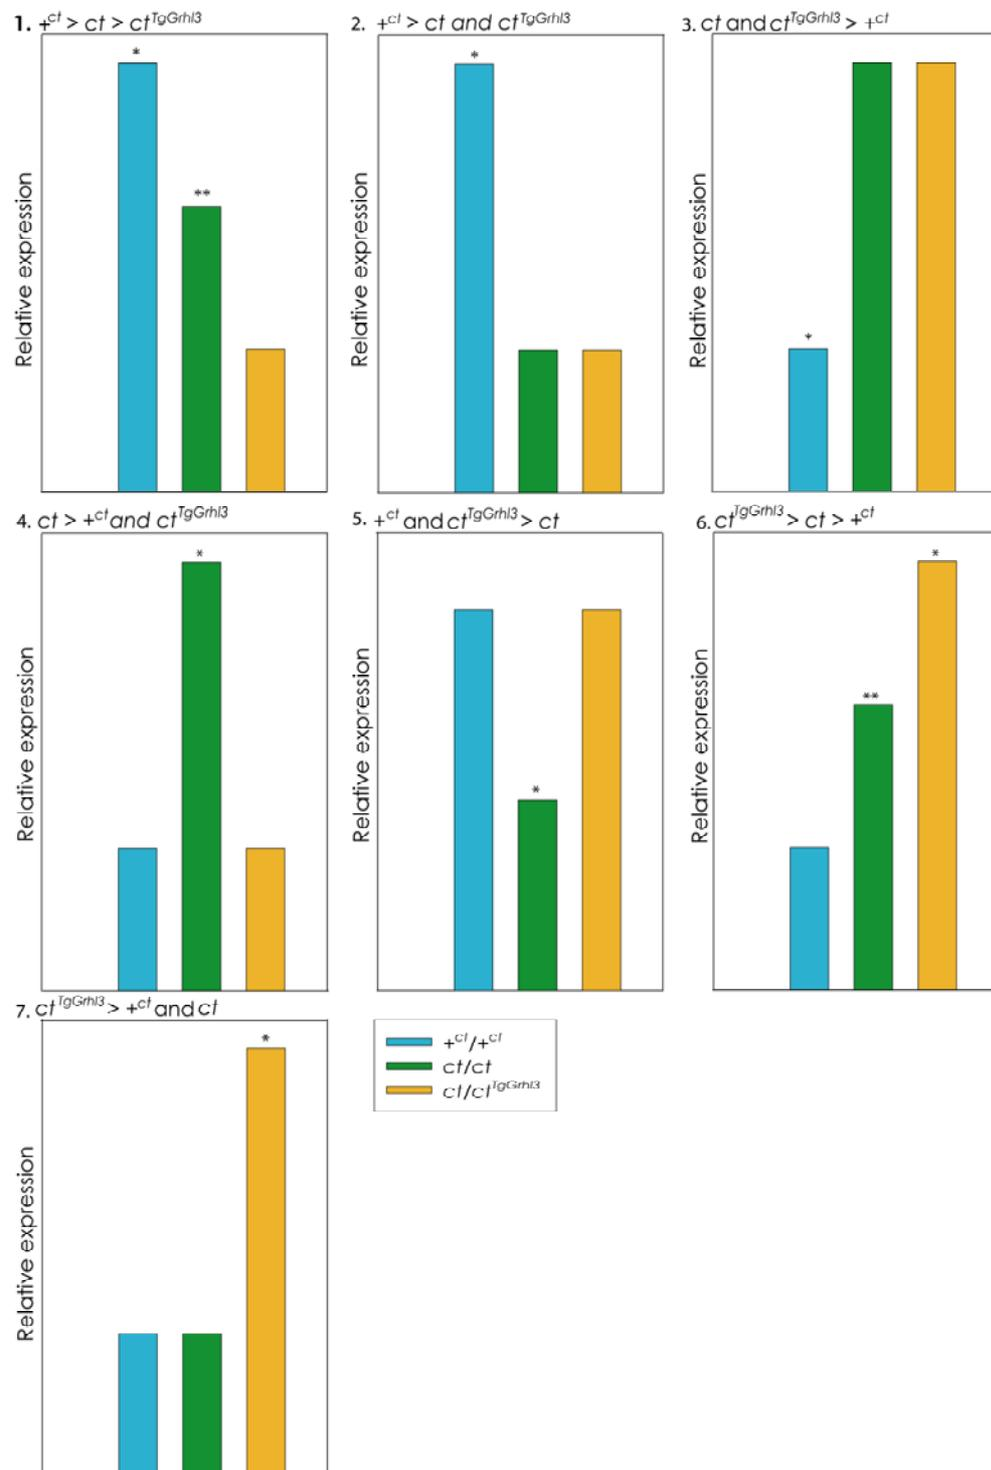 1. +ct > ct > ctTgGrhl3
2. +ct > ct and ctTgGrhl3
3. ct and ctTgGrhl3 > +ct
*
**
Relative expression
*
Relative expression
*
Relative expression
4. ct > +ct and ctTgGrhl3
5. +ct and ctTgGrhl3 > ct
6. ctTgGrhl3 > ct > +ct
*
Relative expression
*
Relative expression
*
**
Relative expression
7. ctTgGrhl3 > +ct and ct
*
Relative expression
+ct/+ct
ct/ct
ct/ctTgGrhl3